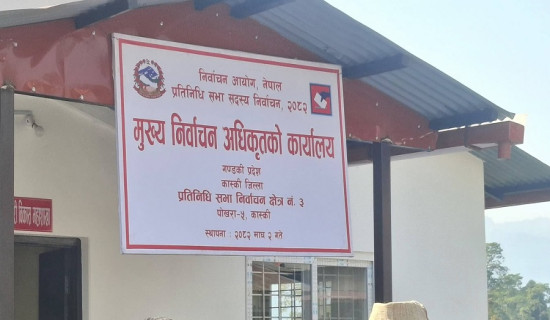 निर्वाचन आयोग, नेपाल
प्रतिनिधि सभा सदस्य निर्वाचन, २०८२
मुख्य निर्वाचन अधिकृतको कार्यालय
गण्डकी प्रदेश
कास्की जिल्ला
प्रतिनिधि सभा निर्वाचन क्षेत्र नं. ३
पोखरा-५, कास्की
स्थापना : २०८२ माघ २ गते